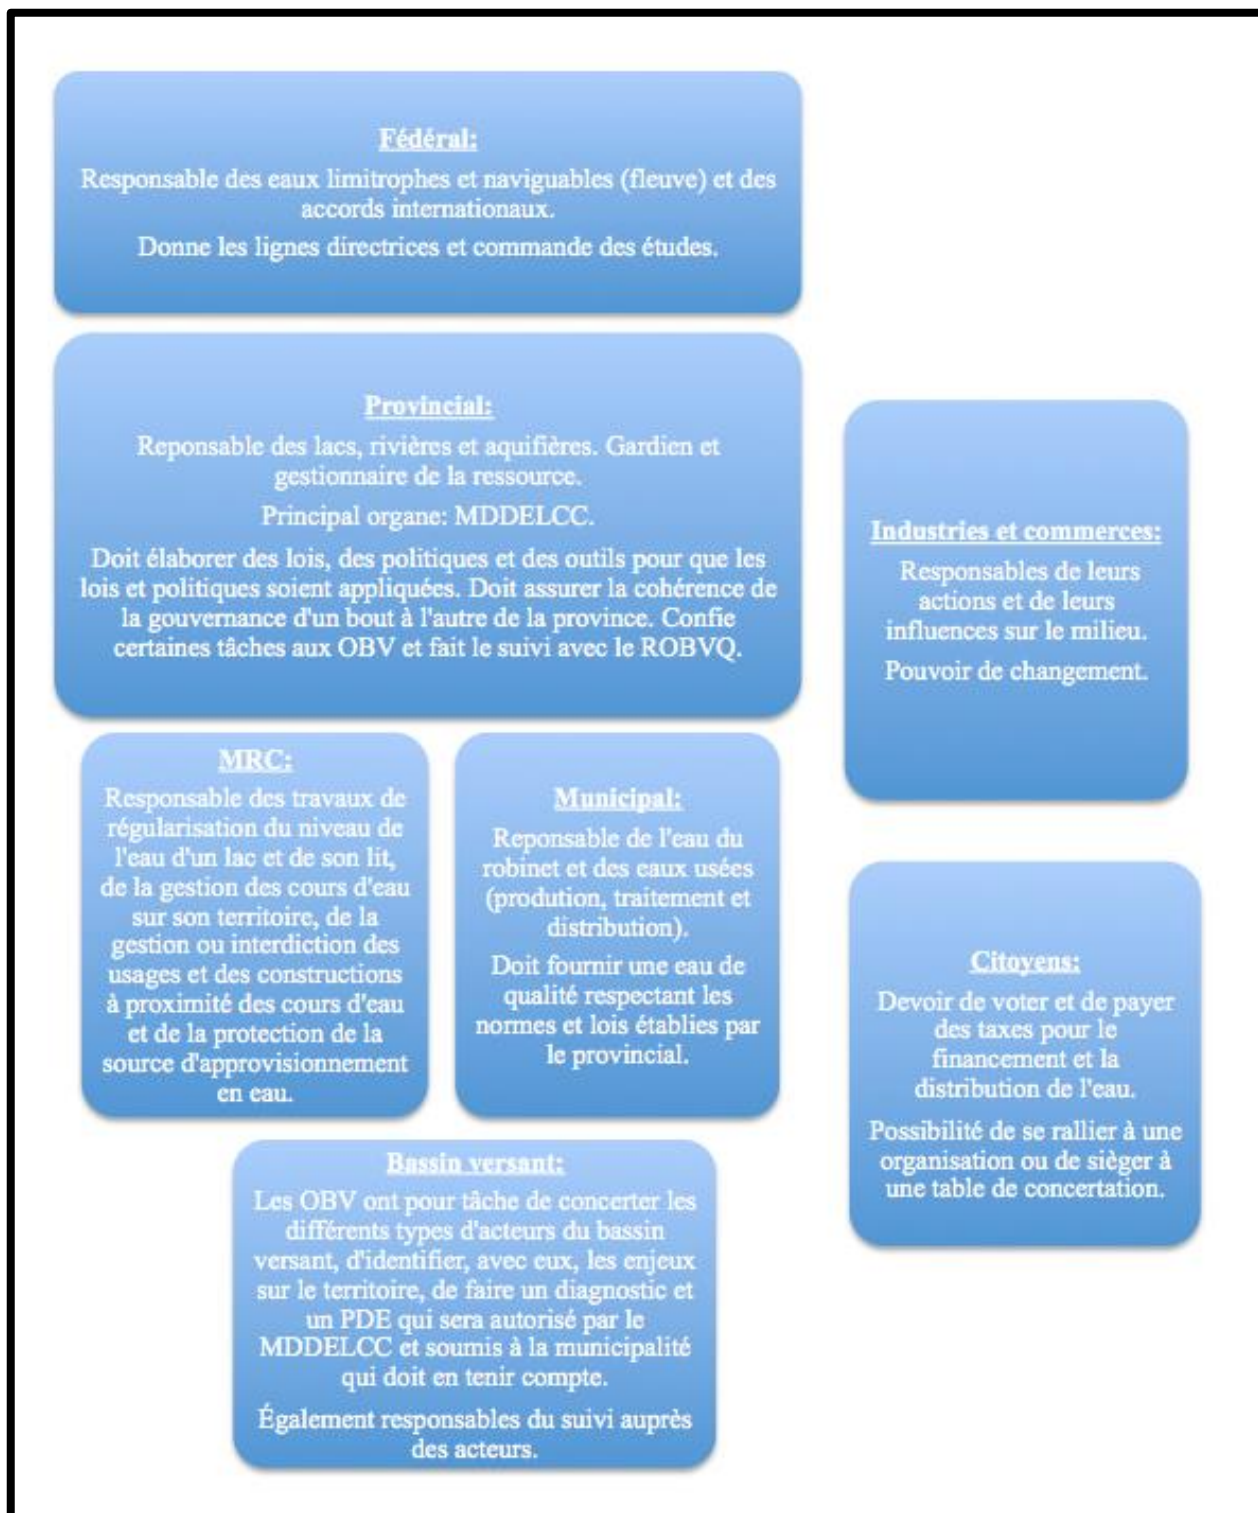 Fédéral:
Responsable des eaux limitrophes et naviguables (fleuve) et des
accords internationaux.
Donne les lignes directrices et commande des études.
Provincial:
Reponsable des lacs, rivières et aquifières. Gardien et
gestionnaire de la ressource.
Principal organe: MDDELCC.
Doit élaborer des lois, des politiques et des outils pour que les
lois et politiques soient appliquées. Doit assurer la cohérence de
la gouvernance d'un bout à l'autre de la province. Confie
certaines tâches aux OBV et fait le suivi avec le ROBVQ.
Industries et commerces:
Responsables de leurs
actions et de leurs
influences sur le milieu.
Pouvoir de changement.
MRC:
Responsable des travaux de
régularisation du niveau de
l'eau d'un lac et de son lit,
de la gestion des cours d'eau
sur son territoire, de la
gestion ou interdiction des
usages et des constructions
à proximité des cours d'eau
et de la protection de la
source d'approvisionnement
en eau.
Municipal:
Reponsable de l'eau du
robinet et des eaux usées
(prodution, traitement et
distribution).
Doit fournir une eau de
qualité respectant les
normes et lois établies par
le provincial.
Citoyens:
Devoir de voter et de payer
des taxes pour le
financement et la
distribution de l'eau.
Possibilité de se rallier à une
organisation ou de sièger à
une table de concertation.
Bassin versant:
Les OBV ont pour tâche de concerter les
différents types d'acteurs du bassin
versant, d'identifier, avec eux, les enjeux
sur le territoire, de faire un diagnostic et
un PDE qui sera autorisé par le
MDDELCC et soumis à la municipalité
qui doit en tenir compte.
Également responsables du suivi auprès
des acteurs.